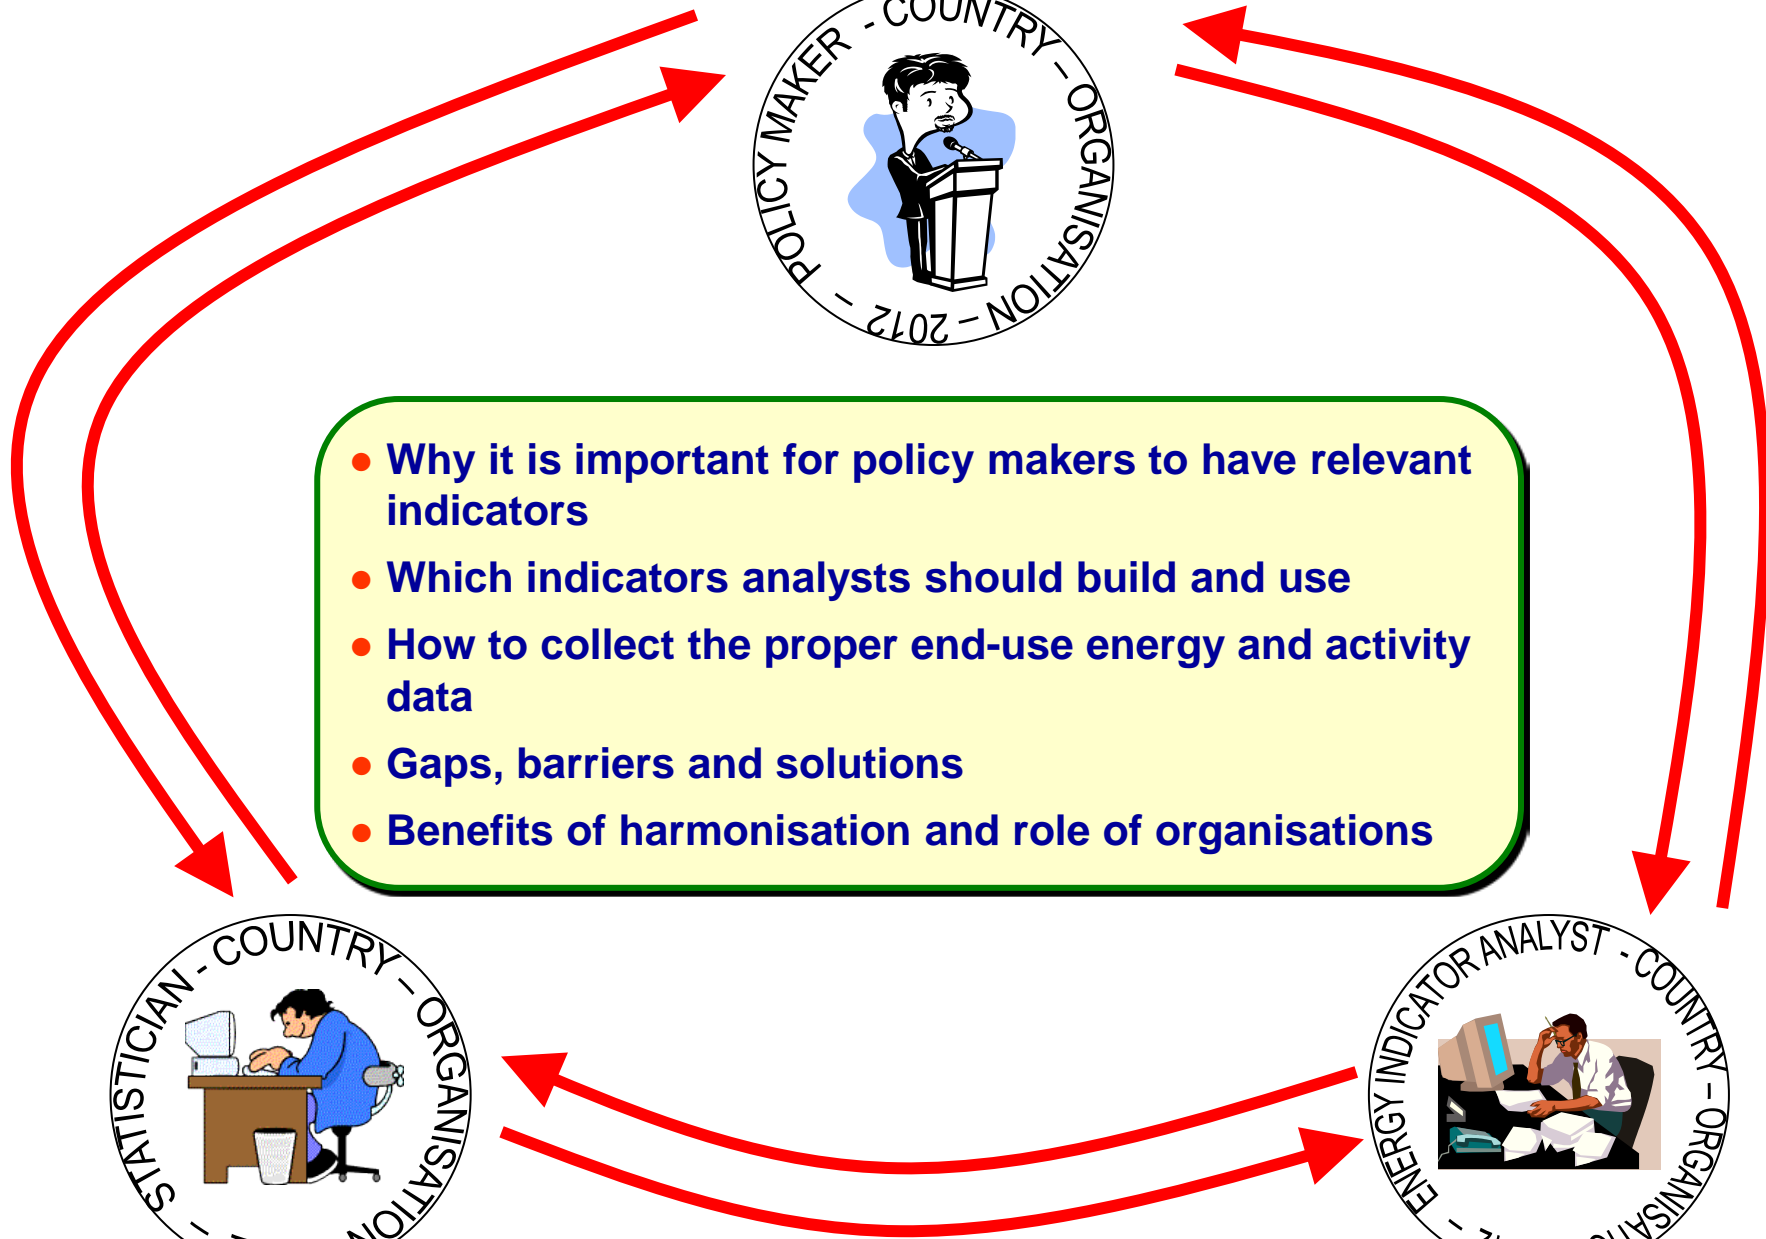 POLICY MAKER - COUNTRY – ORGANISATION – 2012 –
● Why it is important for policy makers to have relevant
indicators
● Which indicators analysts should build and use
● How to collect the proper end-use energy and activity
data
● Gaps, barriers and solutions
● Benefits of harmonisation and role of organisations
STATISTICIAN - COUNTRY – ORGANISATION
ENERGY INDICATOR ANALYST - COUNTRY – ORGANISATION